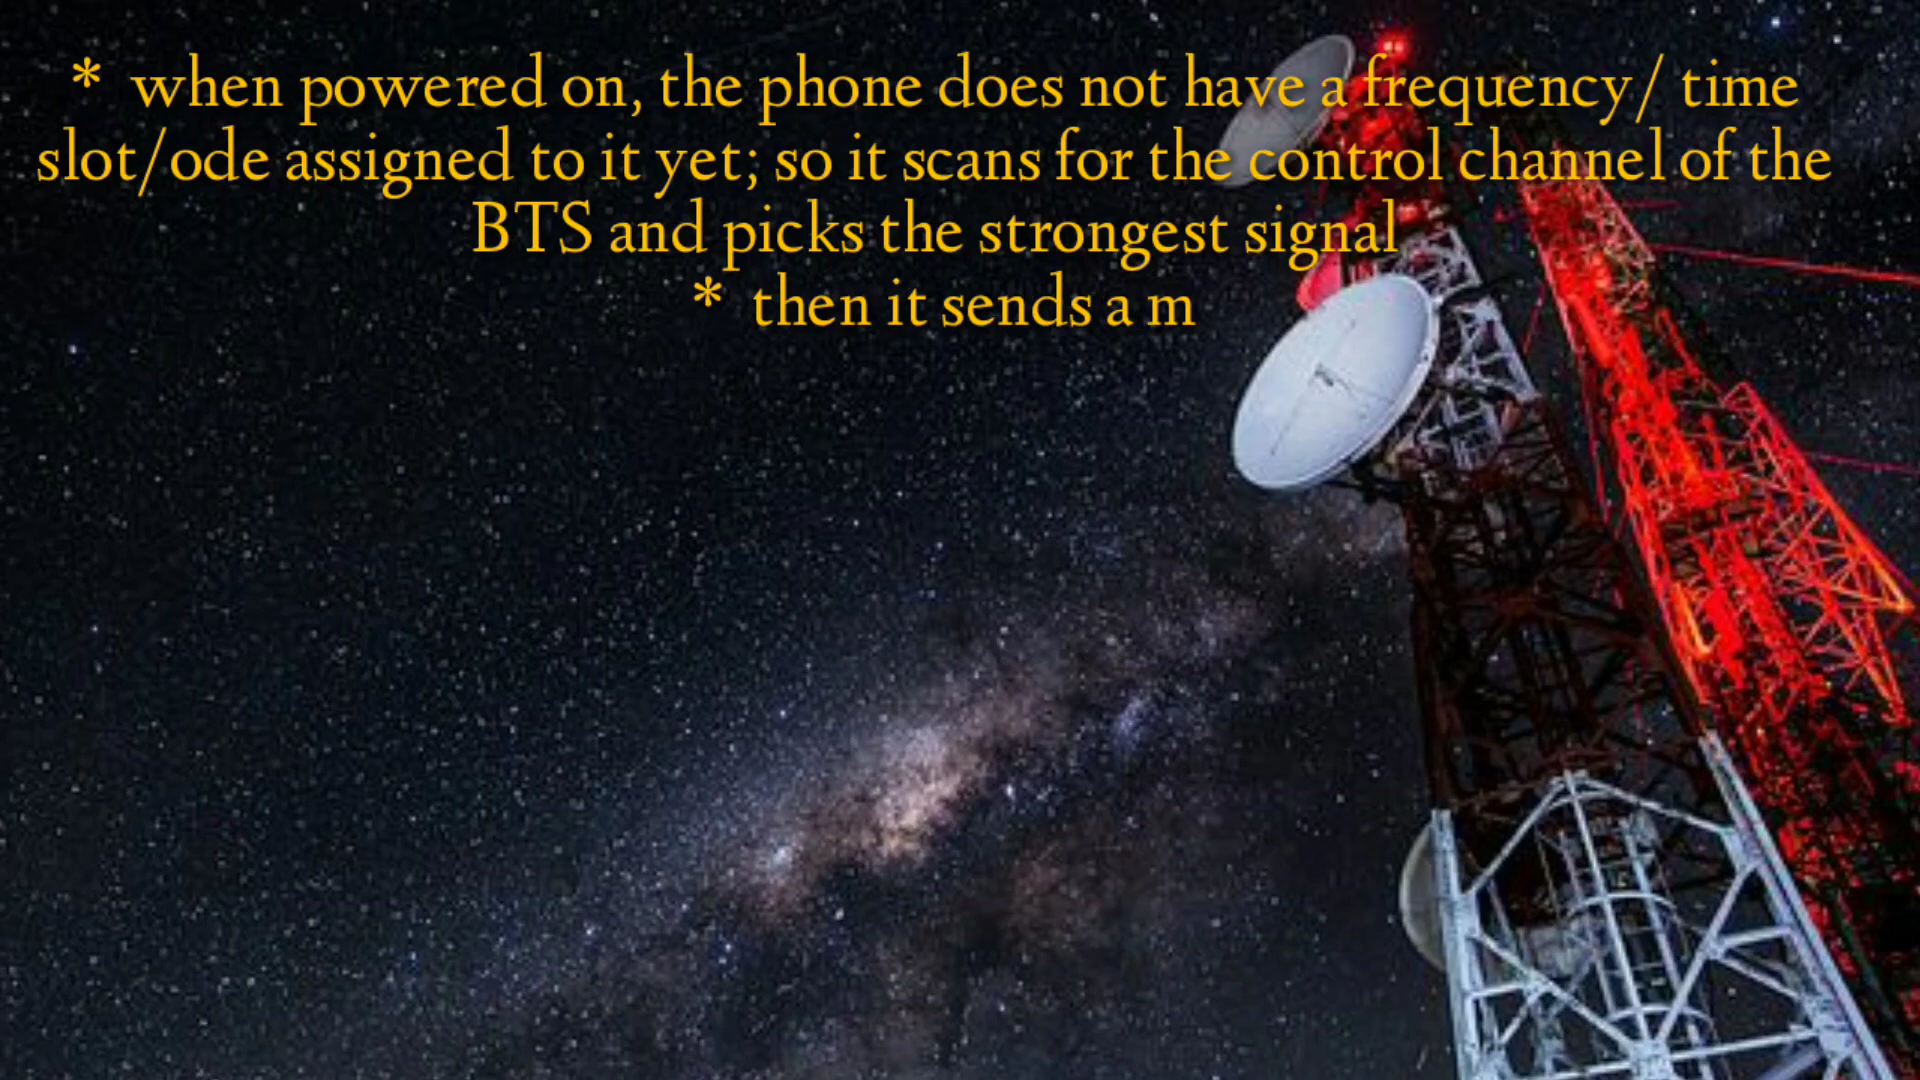 * when powered on, the phone does not have a frequency/ time
slot/ode assigned to it yet; so it scans for the control channel of the
BTS and picks the strongest signal
* then it sends a m